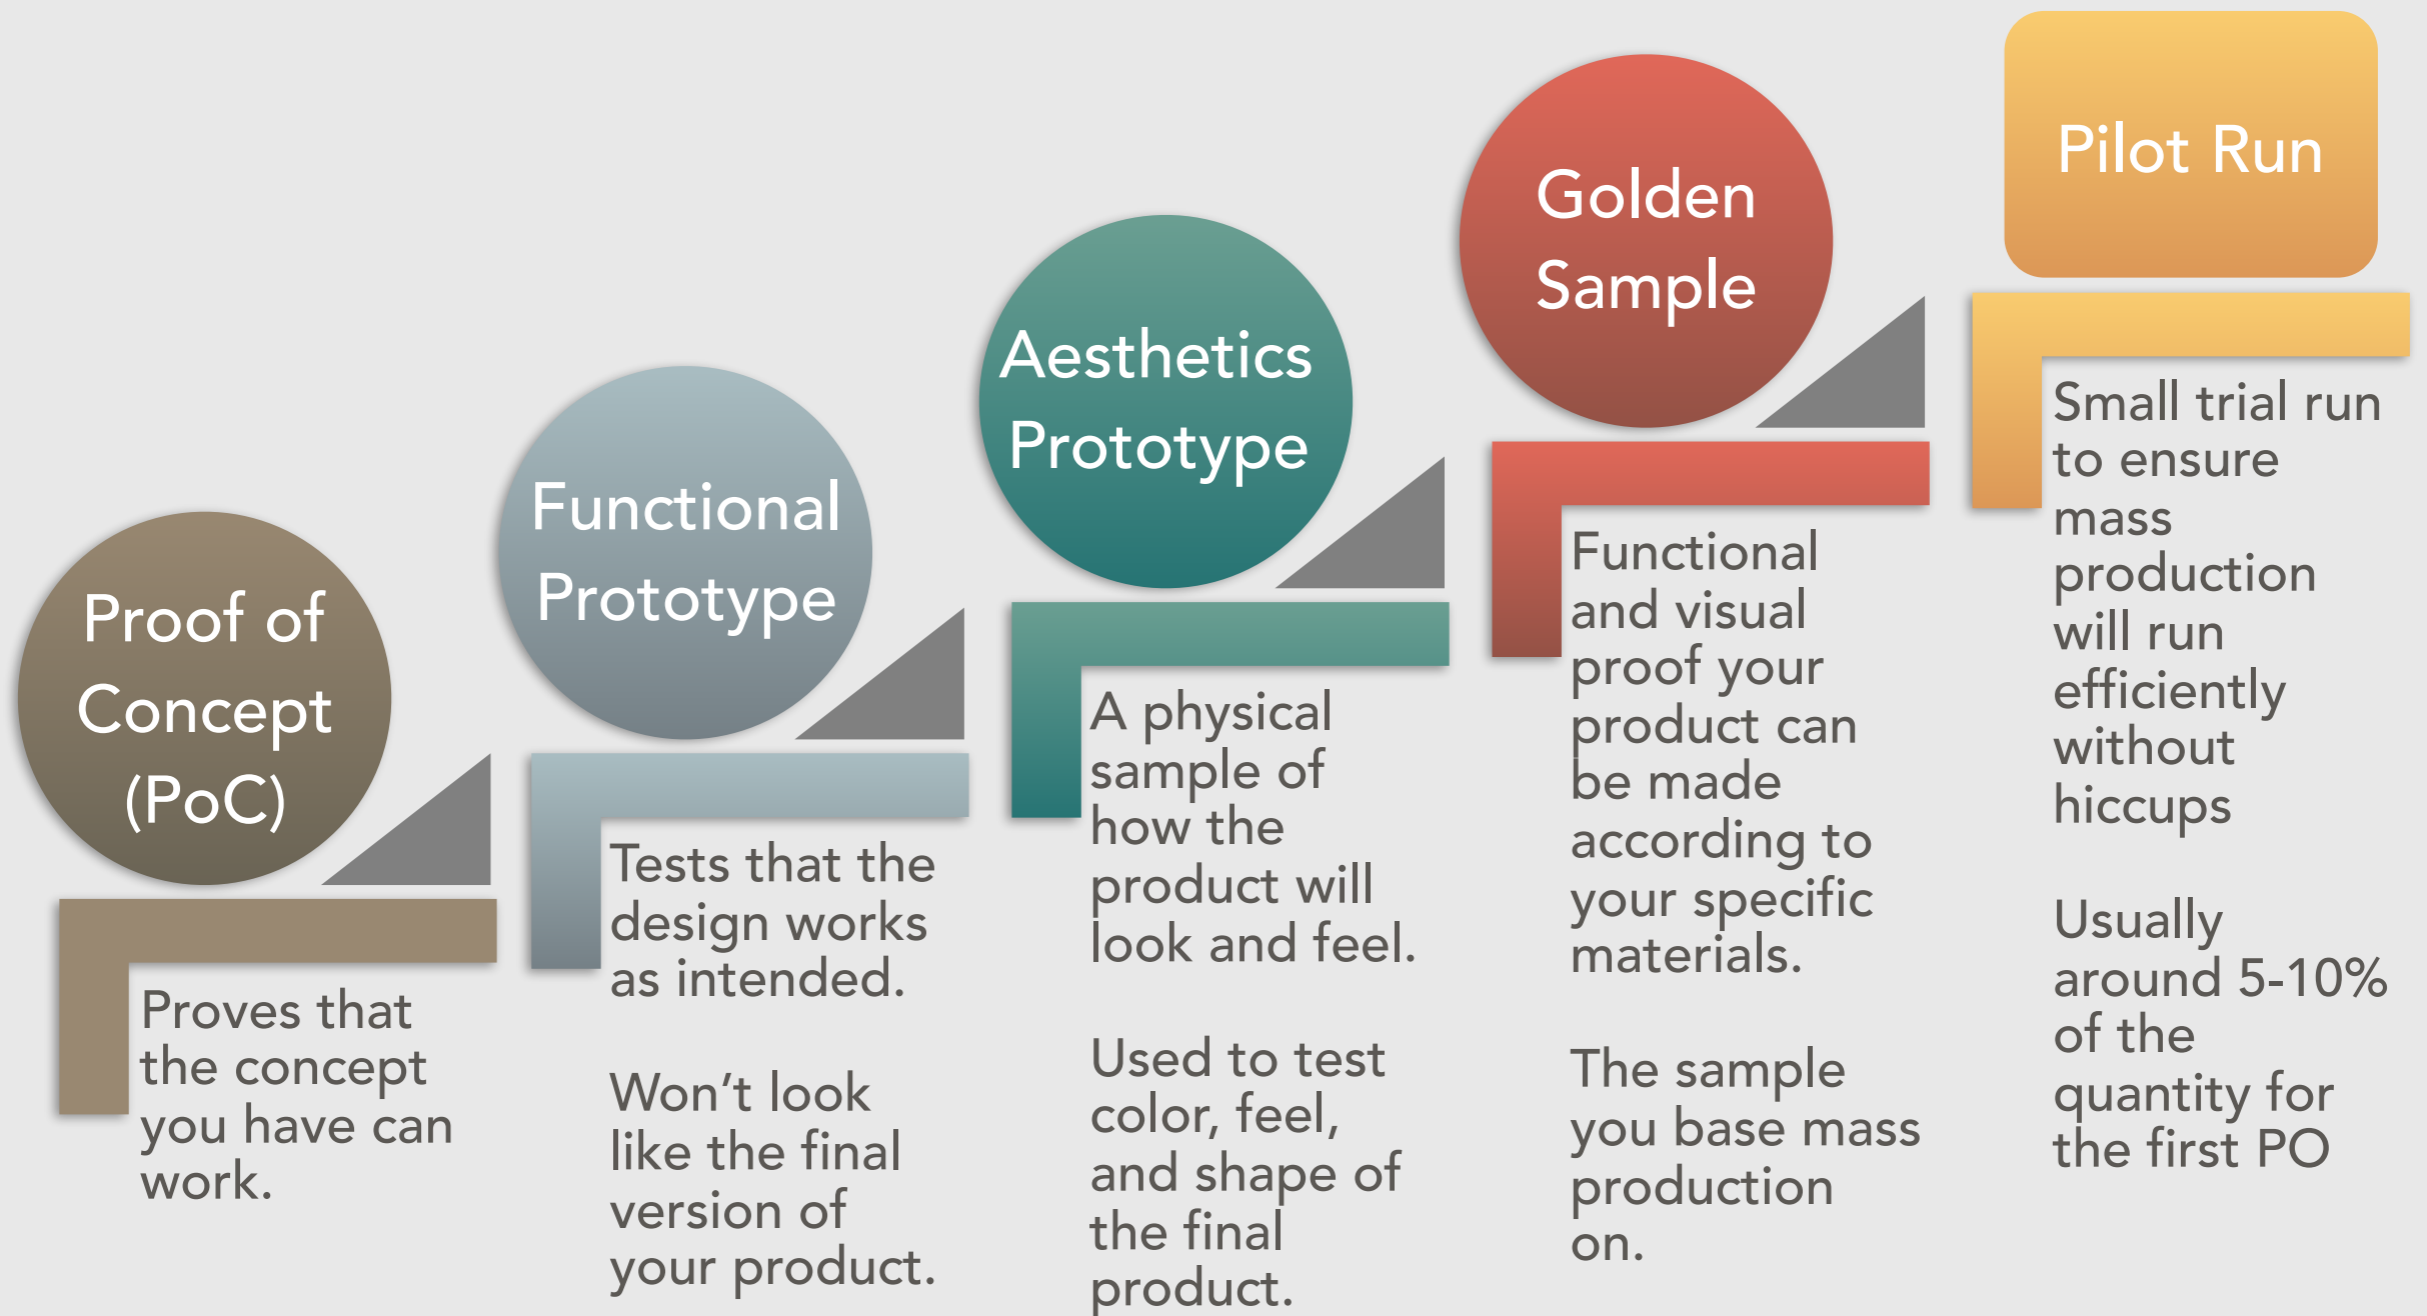 Proof of
Concept
(PoC)
Proves that
the concept
you have can
work.
Functional
Prototype
Tests that the
design works
as intended.
Won’t look
like the final
version of
your product.
Aesthetics
Prototype
A physical
sample of
how the
product will
look and feel.
Used to test
color, feel,
and shape of
the final
product.
Golden
Sample
Functional
and visual
proof your
product can
be made
according to
your specific
materials.
The sample
you base mass
production
on.
Pilot Run
Small trial run
to ensure
mass
production
will run
efficiently
without
hiccups
Usually
around 5-10%
of the
quantity for
the first PO